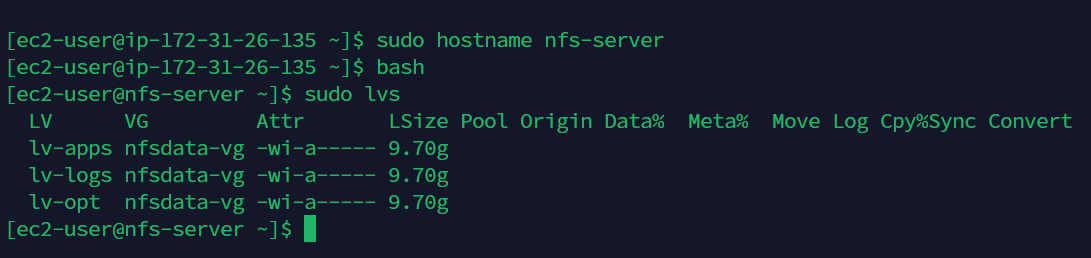 [ec2-user@ip-172-31-26-135 ~]$ sudo hostname nfs-server
[ec2-user@ip-172-31-26-135 ~]$ bash
[ec2-user@nfs-server ~]$ sudo lvs
  LV      VG         Attr       LSize Pool Origin Data%  Meta%  Move Log Cpy%Sync Convert
  lv-apps nfsdata-vg -wi-a----- 9.70g
  lv-logs nfsdata-vg -wi-a----- 9.70g
  lv-opt  nfsdata-vg -wi-a----- 9.70g
[ec2-user@nfs-server ~]$